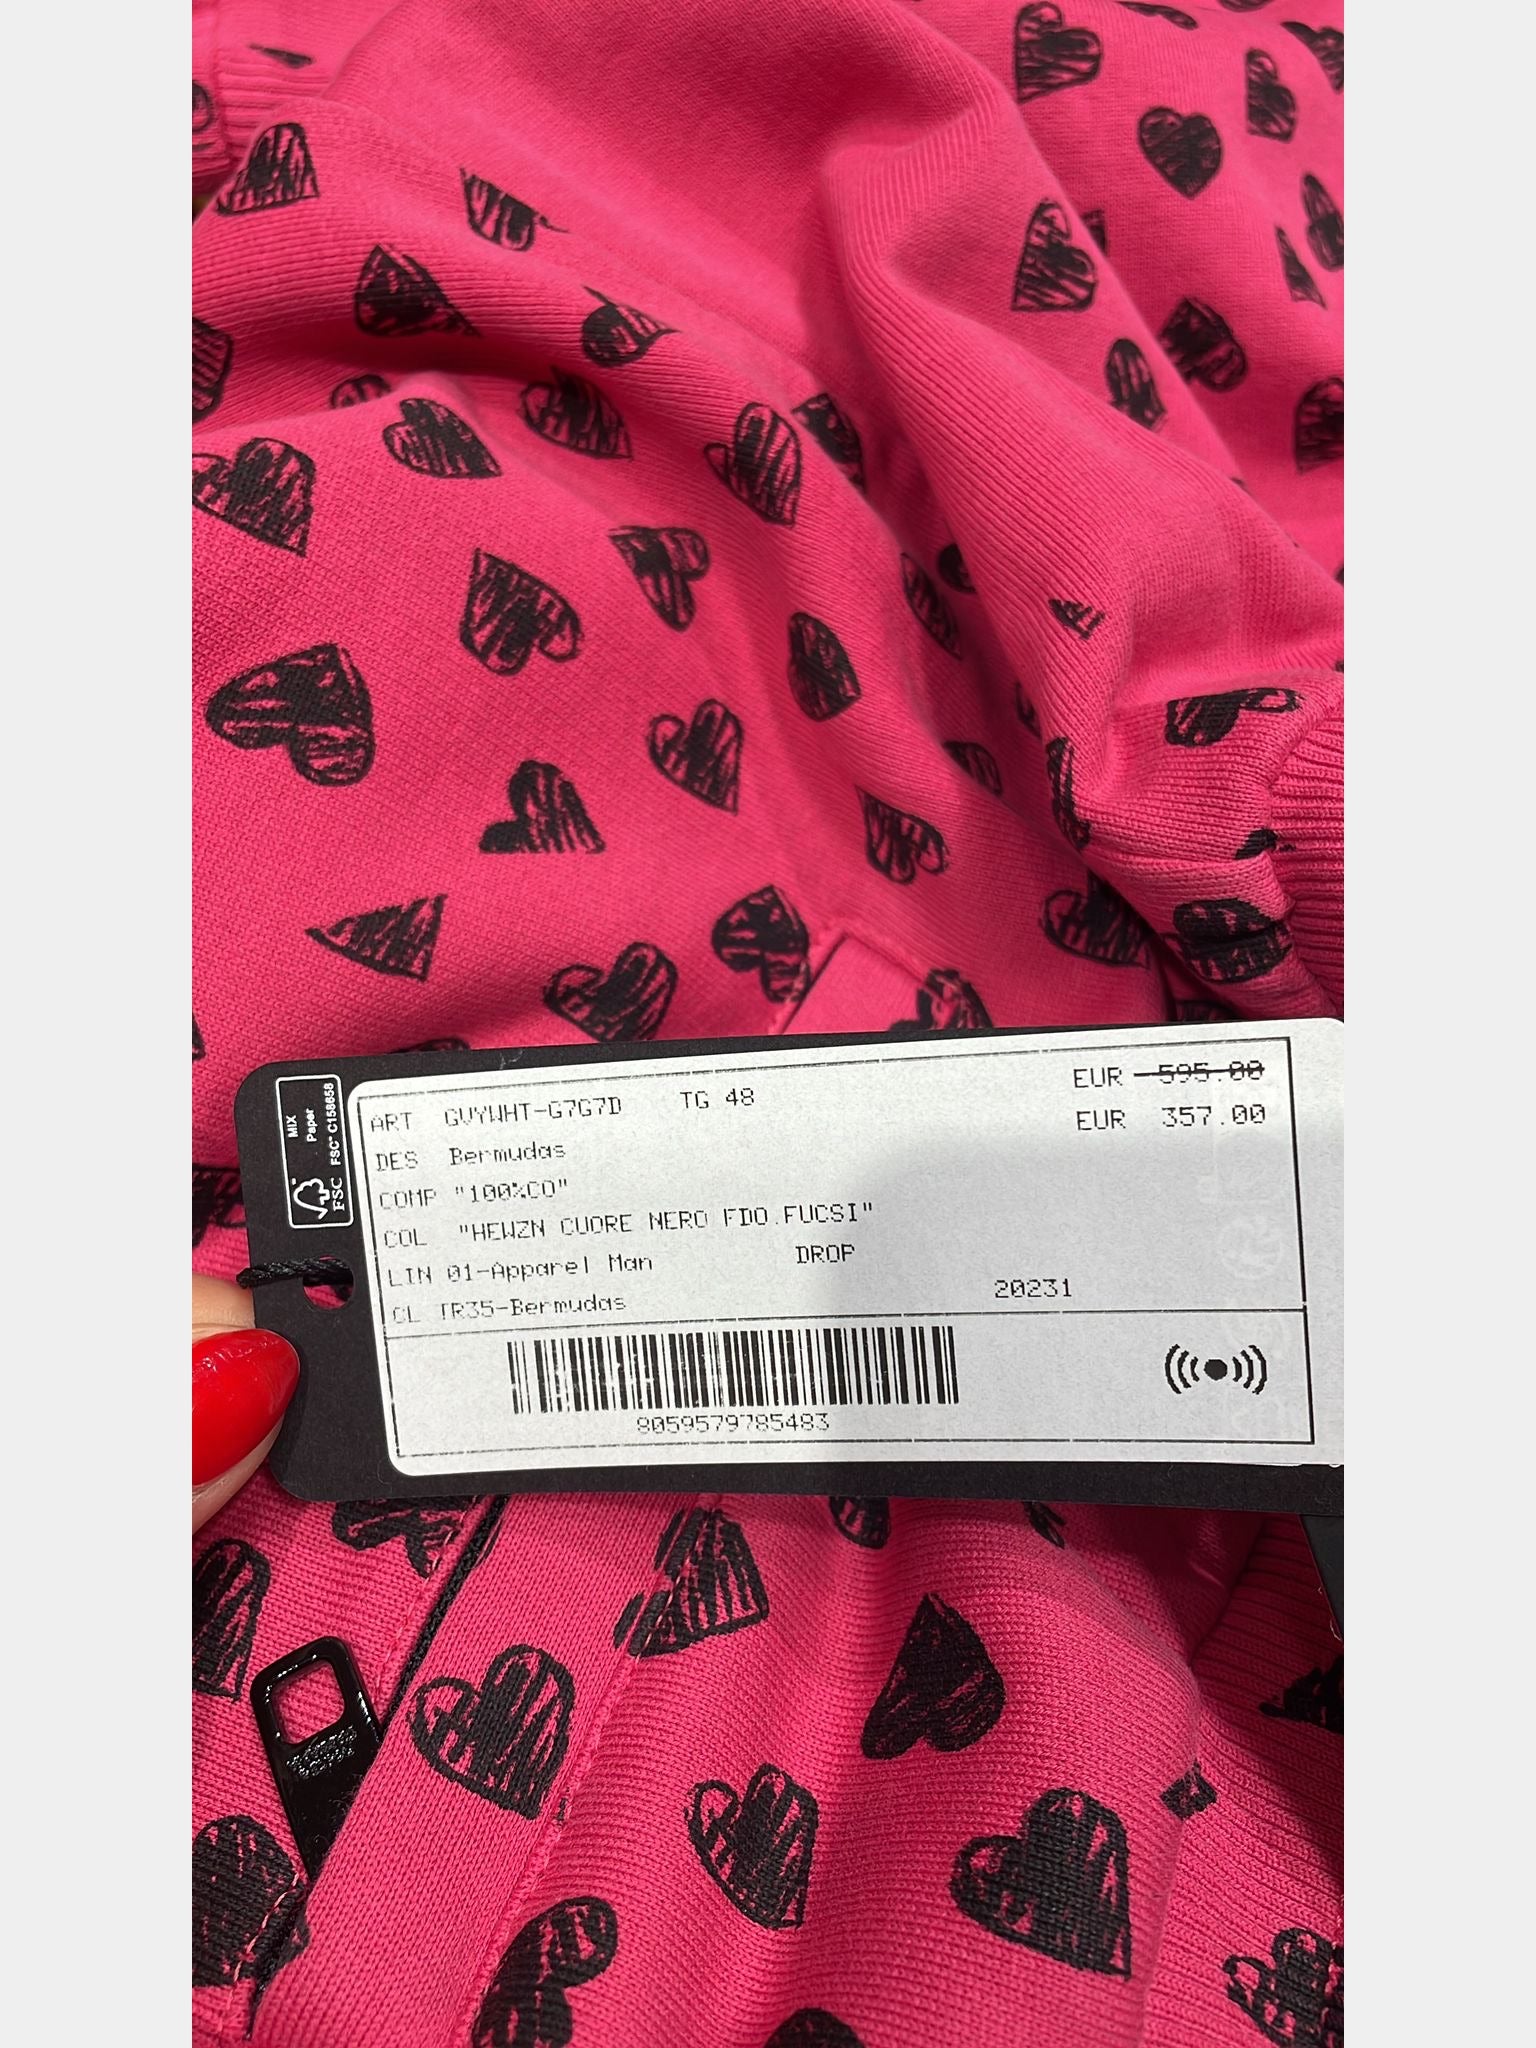 MIX
Paper
FSC™ C158658
FSC
ART GVYWHT-G7G7D TG 48
EUR 595.00
EUR 357.00
DES Bermudas
COMP "100%CO"
COL "HEWZN CUORE NERO FDO.FUCSI"
LIN 01-Apparel Man DROP
CL TR35-Bermudas 20231
8059579785483